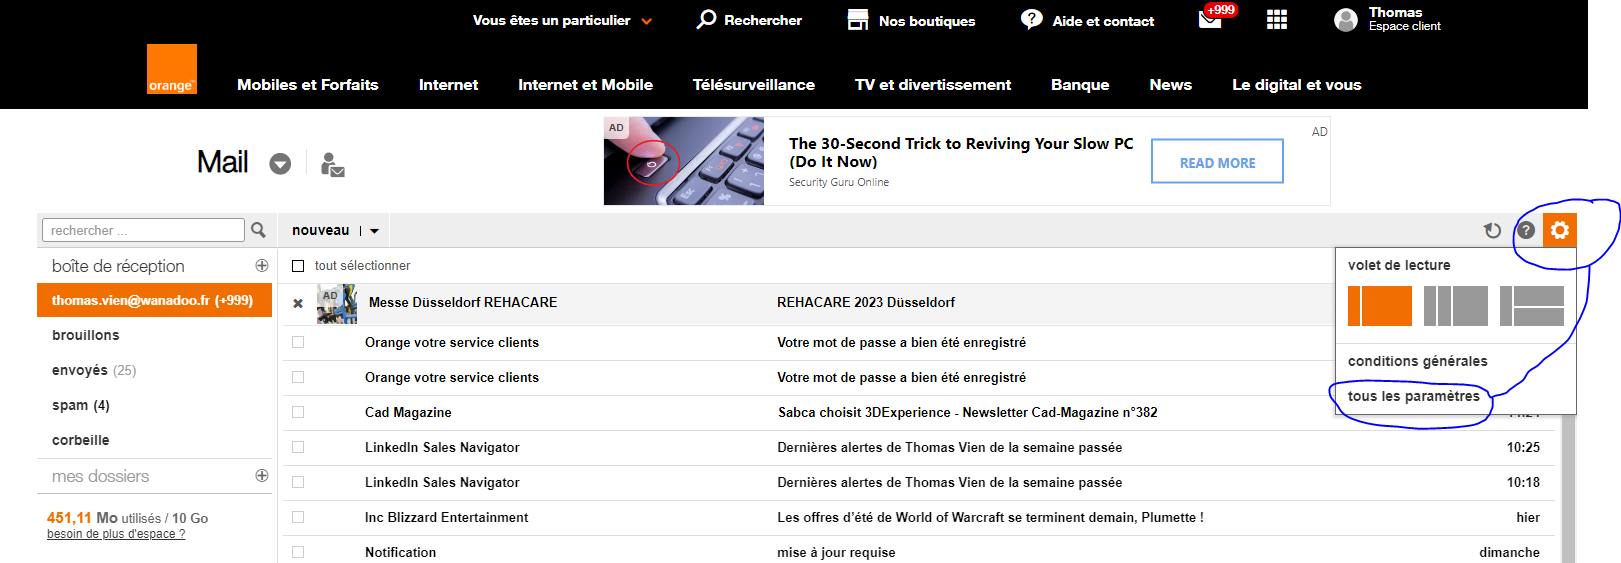 Vous êtes un particulier
Rechercher
Nos boutiques
Aide et contact
+999
Thomas
Espace client
orange™
Mobiles et Forfaits
Internet
Internet et Mobile
Télésurveillance
TV et divertissement
Banque
News
Le digital et vous
Mail
AD
The 30-Second Trick to Reviving Your Slow PC
(Do It Now)
Security Guru Online
READ MORE
AD
rechercher ...
nouveau
?
boîte de réception
tout sélectionner
volet de lecture
thomas.vien@wanadoo.fr (+999)
AD
Messe Düsseldorf REHACARE
REHACARE 2023 Düsseldorf
brouillons
Orange votre service clients
Votre mot de passe a bien été enregistré
conditions générales
envoyés (25)
Orange votre service clients
Votre mot de passe a bien été enregistré
tous les paramètres
spam (4)
Cad Magazine
Sabca choisit 3DExperience - Newsletter Cad-Magazine n°382
corbeille
LinkedIn Sales Navigator
Dernières alertes de Thomas Vien de la semaine passée
10:25
mes dossiers
LinkedIn Sales Navigator
Dernières alertes de Thomas Vien de la semaine passée
10:18
451,11 Mo utilisés / 10 Go
Inc Blizzard Entertainment
Les offres d'été de World of Warcraft se terminent demain, Plumette !
hier
besoin de plus d'espace ?
Notification
mise à jour requise
dimanche